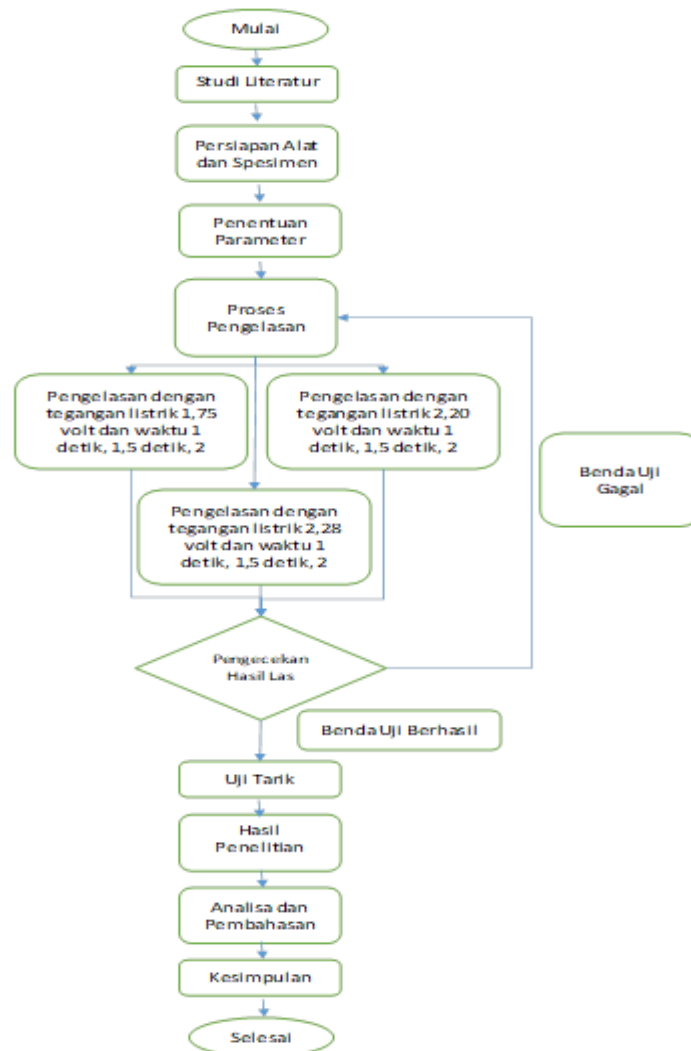 Mulai
Studi Literatur
Persiapan Alat
dan Spesimen
Penentuan
Parameter
Proses
Pengelasan
Pengelasan dengan
tegangan listrik 1,75
volt dan waktu 1
detik, 1,5 detik, 2
Pengelasan dengan
tegangan listrik 2,20
volt dan waktu 1
detik, 1,5 detik, 2
Pengelasan dengan
tegangan listrik 2,28
volt dan waktu 1
detik, 1,5 detik, 2
Benda Uji
Gagal
Pengecekan
Hasil Las
Benda Uji Berhasil
Uji Tarik
Hasil
Penelitian
Analisa dan
Pembahasan
Kesimpulan
Selesai